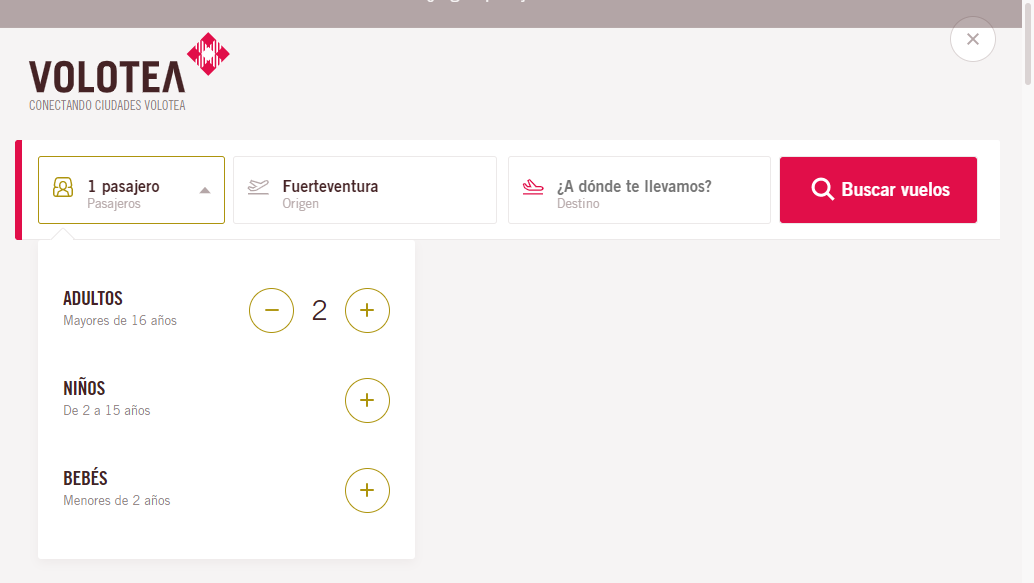 VOLOTEA
CONECTANDO CIUDADES VOLOTEA
1 pasajero
Pasajeros
Fuerteventura
Origen
¿A dónde te llevamos?
Destino
Buscar vuelos
ADULTOS
Mayores de 16 años
2
NIÑOS
De 2 a 15 años
BEBÉS
Menores de 2 años